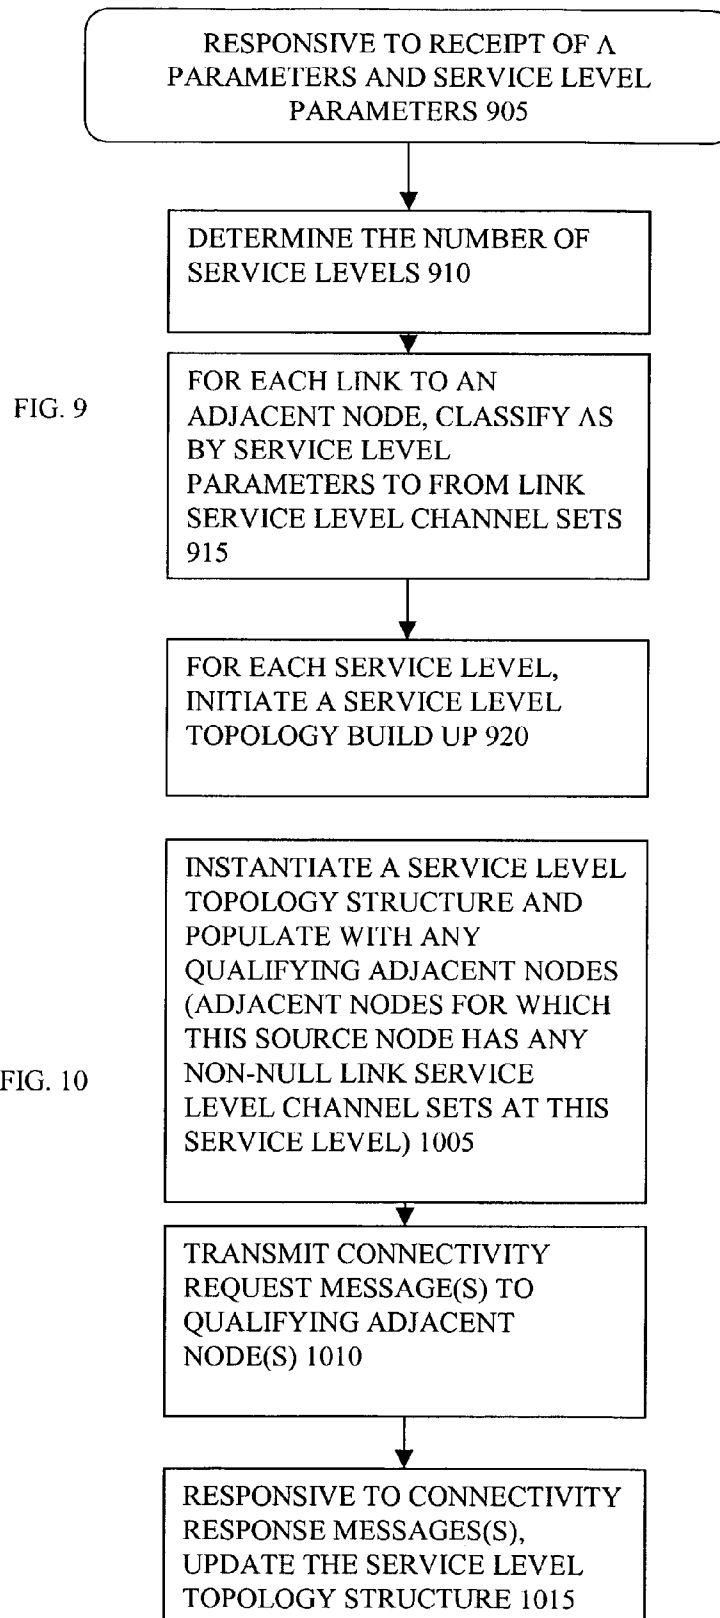 RESPONSIVE TO RECEIPT OF Λ
PARAMETERS AND SERVICE LEVEL
PARAMETERS 905
DETERMINE THE NUMBER OF
SERVICE LEVELS 910
FIG. 9
FOR EACH LINK TO AN
ADJACENT NODE, CLASSIFY ΛS
BY SERVICE LEVEL
PARAMETERS TO FROM LINK
SERVICE LEVEL CHANNEL SETS
915
FOR EACH SERVICE LEVEL,
INITIATE A SERVICE LEVEL
TOPOLOGY BUILD UP 920
FIG. 10
INSTANTIATE A SERVICE LEVEL
TOPOLOGY STRUCTURE AND
POPULATE WITH ANY
QUALIFYING ADJACENT NODES
(ADJACENT NODES FOR WHICH
THIS SOURCE NODE HAS ANY
NON-NULL LINK SERVICE
LEVEL CHANNEL SETS AT THIS
SERVICE LEVEL) 1005
TRANSMIT CONNECTIVITY
REQUEST MESSAGE(S) TO
QUALIFYING ADJACENT
NODE(S) 1010
RESPONSIVE TO CONNECTIVITY
RESPONSE MESSAGES(S),
UPDATE THE SERVICE LEVEL
TOPOLOGY STRUCTURE 1015